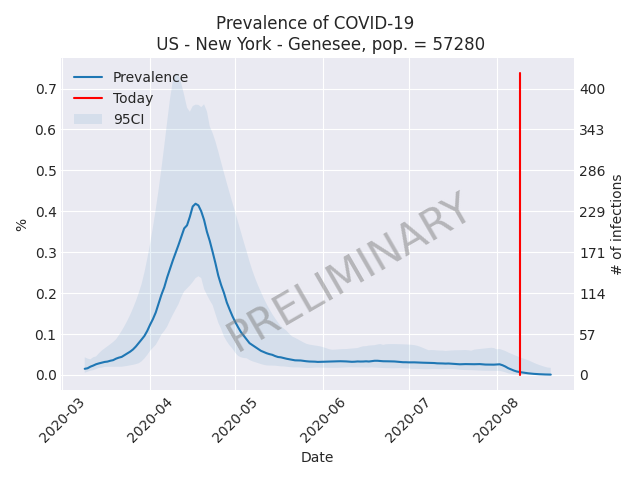 Prevalence of COVID-19
US - New York - Genesee, pop. = 57280
Prevalence
Today
95CI
0.7
0.6
0.5
0.4
0.3
0.2
0.1
0.0
%
400
343
286
229
171
114
57
0
# of infections
PRELIMINARY
2020-03
2020-04
2020-05
2020-06
2020-07
2020-08
Date